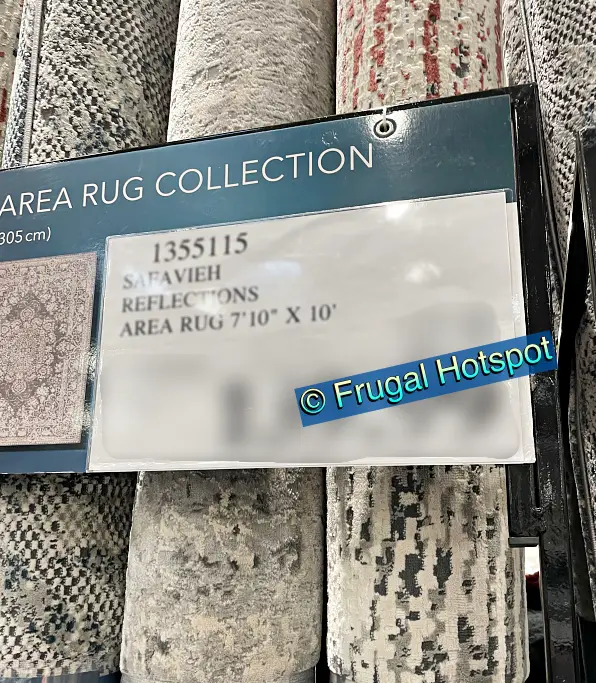 AREA RUG COLLECTION
305 cm)
1355115
SAFAVIEH
REFLECTIONS
AREA RUG 7'10" X 10'
© Frugal Hotspot